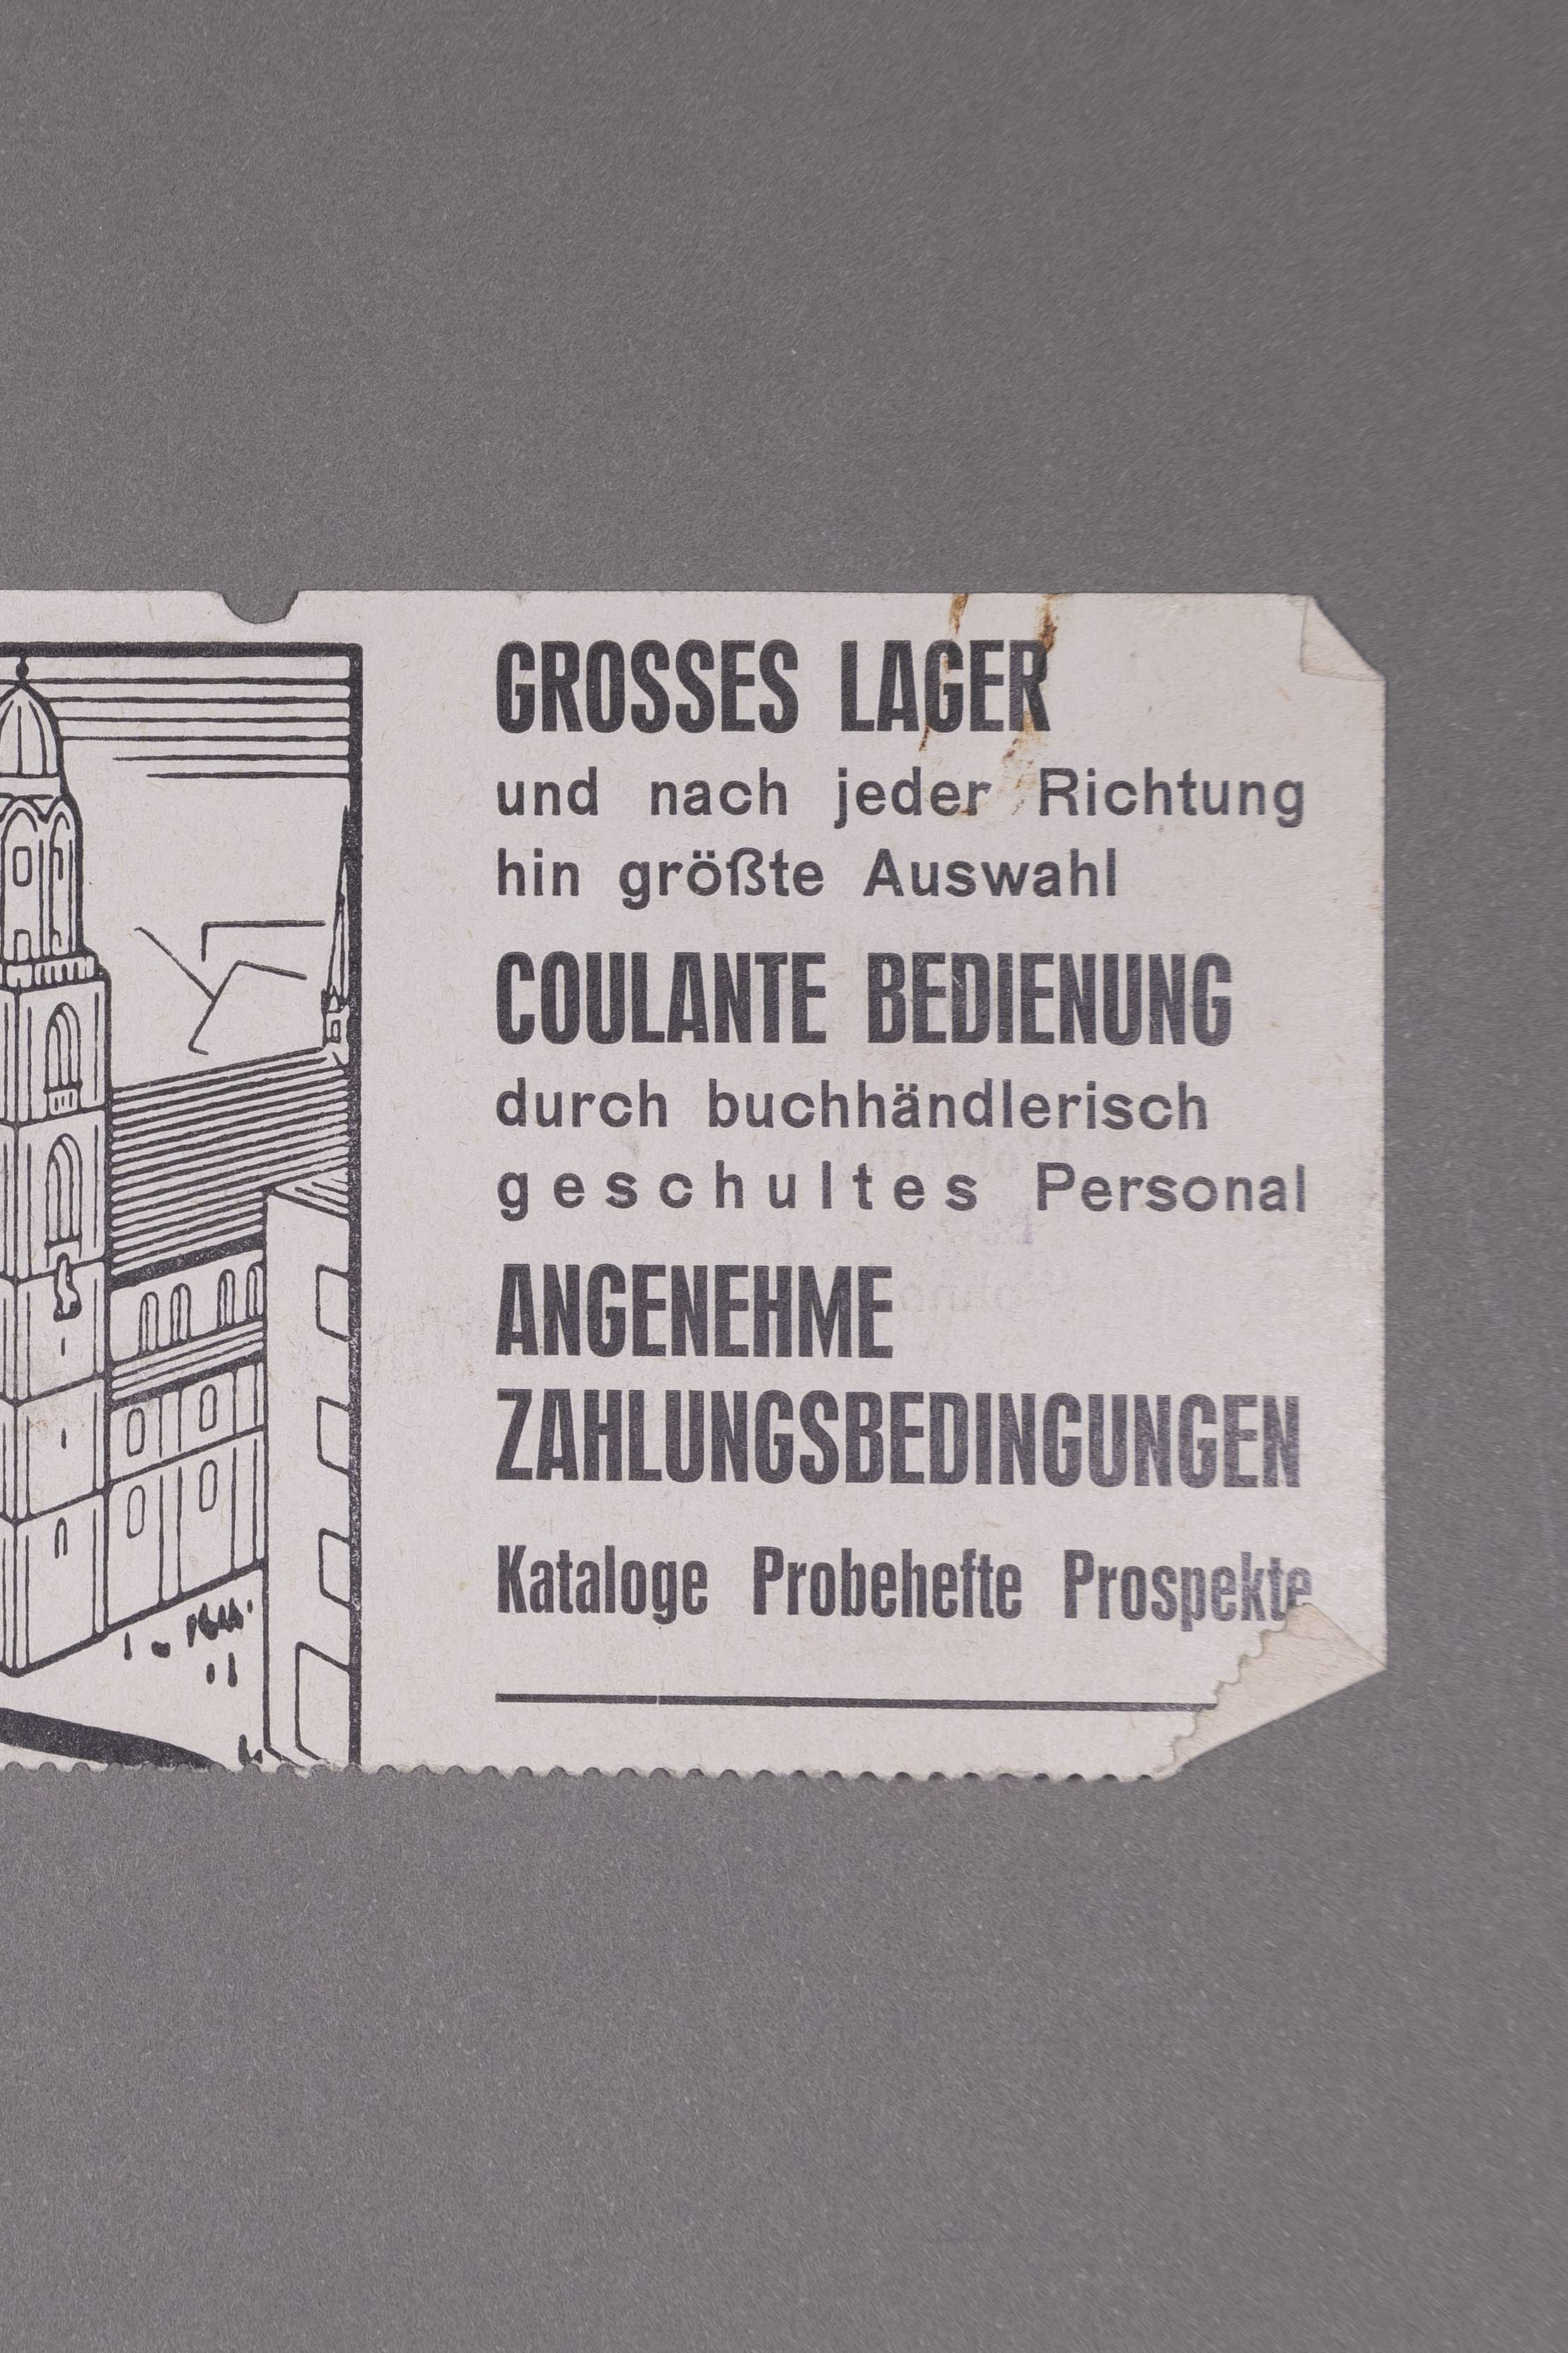 GROSSES LAGER
und nach jeder Richtung
hin größte Auswahl
COULANTE BEDIENUNG
durch buchhändlerisch
geschultes Personal
ANGENEHME
ZAHLUNGSBEDINGUNGEN
Kataloge Probehefte Prospekte